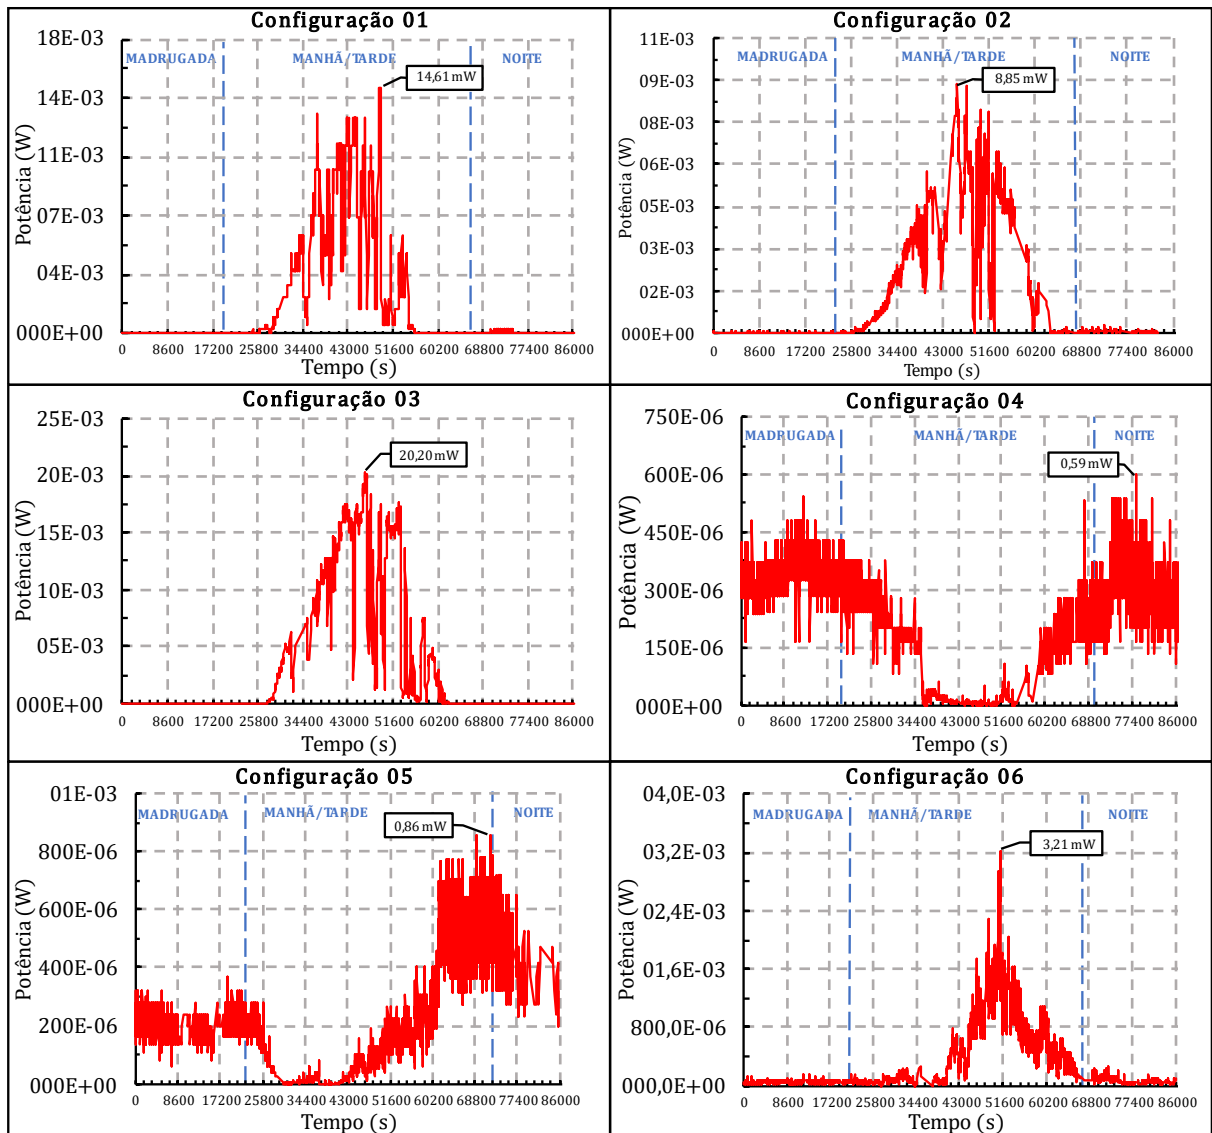 Configuração 01
18E-03
14E-03
11E-03
07E-03
04E-03
000E+00
Potência (W)
MADRUGADA
MANHÃ/TARDE
NOITE
14,61 mW
0 8600 17200 25800 34400 43000 51600 60200 68800 77400 86000
Tempo (s)
Configuração 02
11E-03
09E-03
08E-03
06E-03
05E-03
03E-03
02E-03
000E+00
Potência (W)
MADRUGADA
MANHÃ/TARDE
NOITE
8,85 mW
0 8600 17200 25800 34400 43000 51600 60200 68800 77400 86000
Tempo (s)
Configuração 03
25E-03
20E-03
15E-03
10E-03
05E-03
000E+00
Potência (W)
20,20 mW
0 8600 17200 25800 34400 43000 51600 60200 68800 77400 86000
Tempo (s)
Configuração 04
750E-06
600E-06
450E-06
300E-06
150E-06
000E+00
Potência (W)
MADRUGADA
MANHÃ/TARDE
NOITE
0,59 mW
0 8600 17200 25800 34400 43000 51600 60200 68800 77400 86000
Tempo (s)
Configuração 05
01E-03
800E-06
600E-06
400E-06
200E-06
000E+00
Potência (W)
MADRUGADA
MANHÃ/TARDE
NOITE
0,86 mW
0 8600 17200 25800 34400 43000 51600 60200 68800 77400 86000
Tempo (s)
Configuração 06
04,0E-03
03,2E-03
02,4E-03
01,6E-03
800,0E-06
000,0E+00
Potência (W)
MADRUGADA
MANHÃ/TARDE
NOITE
3,21 mW
0 8600 17200 25800 34400 43000 51600 60200 68800 77400 86000
Tempo (s)